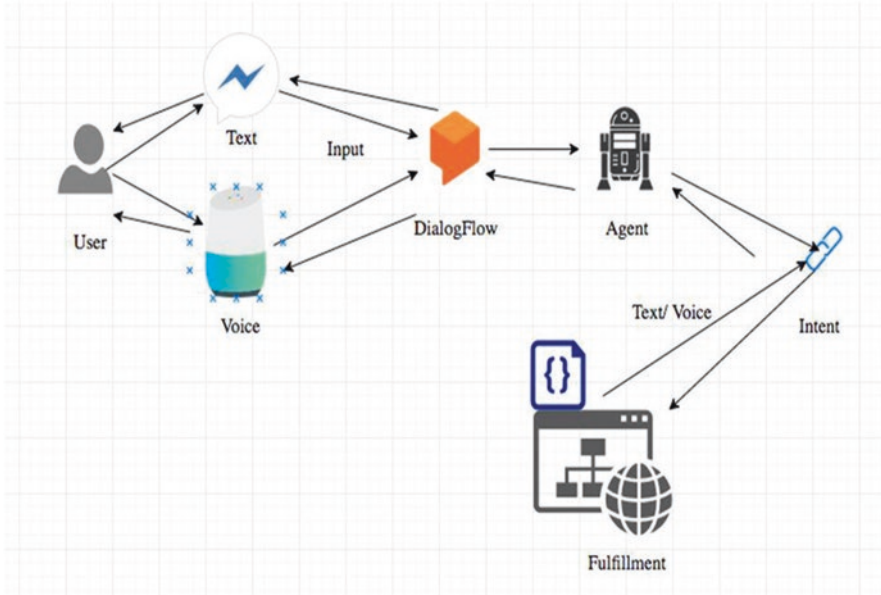 Text
Input
User
DialogFlow
Agent
Voice
Text/ Voice
Intent
{}
Fulfillment